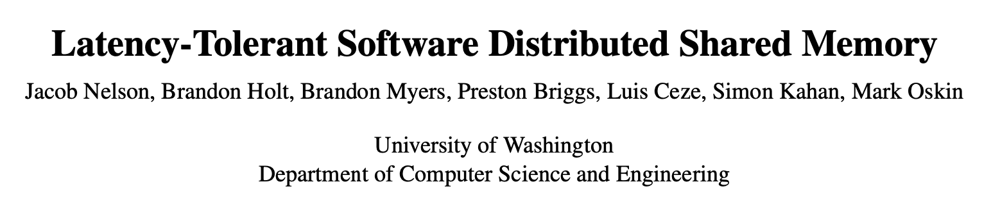 Latency-Tolerant Software Distributed Shared Memory
Jacob Nelson, Brandon Holt, Brandon Myers, Preston Briggs, Luis Ceze, Simon Kahan, Mark Oskin
University of Washington
Department of Computer Science and Engineering